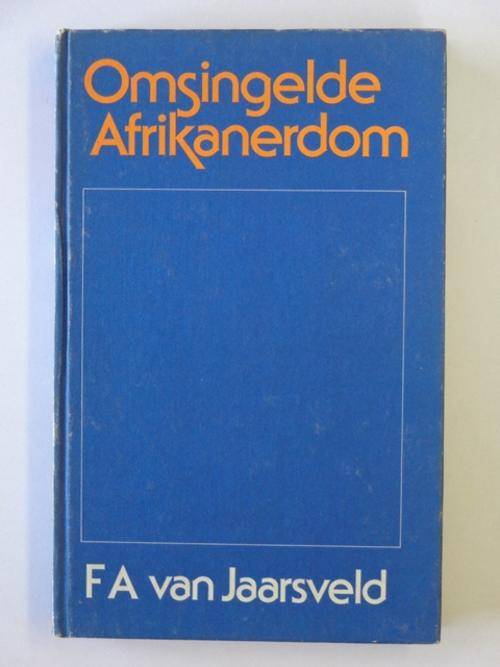 Omsingelde
Afrikanerdom
F A van Jaarsveld